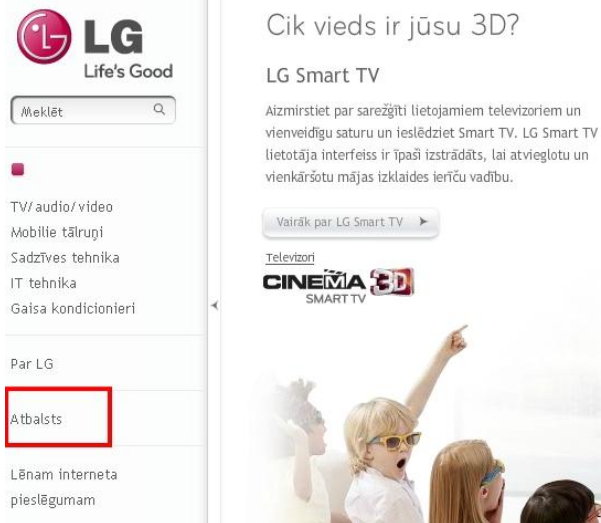 LG
Life's Good
Meklēt
TV/audio/video
Mobilie tālruņi
Sadzīves tehnika
IT tehnika
Gaisa kondicionieri
Par LG
Atbalsts
Lēnam interneta
pieslēgumam
Cik vieds ir jūsu 3D?
LG Smart TV
Aizmirstiet par sarežģīti lietojamiem televizoriem un
vienveidīgu saturu un ieslēdziet Smart TV. LG Smart TV
lietotāja interfeiss ir īpaši izstrādāts, lai atvieglotu un
vienkāršotu mājas izklaides ierīču vadību.
Vairāk par LG Smart TV
Televizori
CINEMA 3D
SMART TV